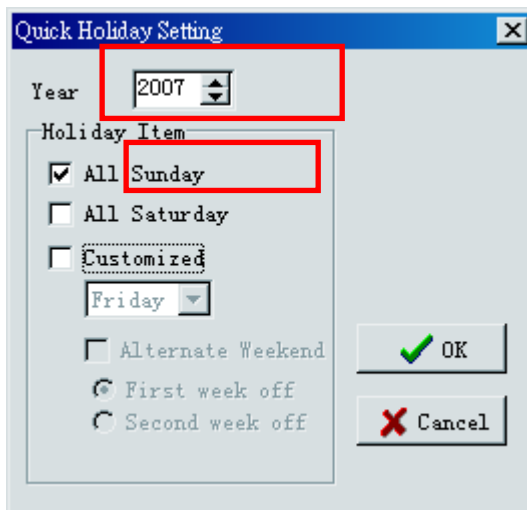 Quick Holiday Setting
Year 2007
Holiday Item
All Sunday
All Saturday
Customized
Friday
Alternate Weekend
First week off
Second week off
OK
Cancel